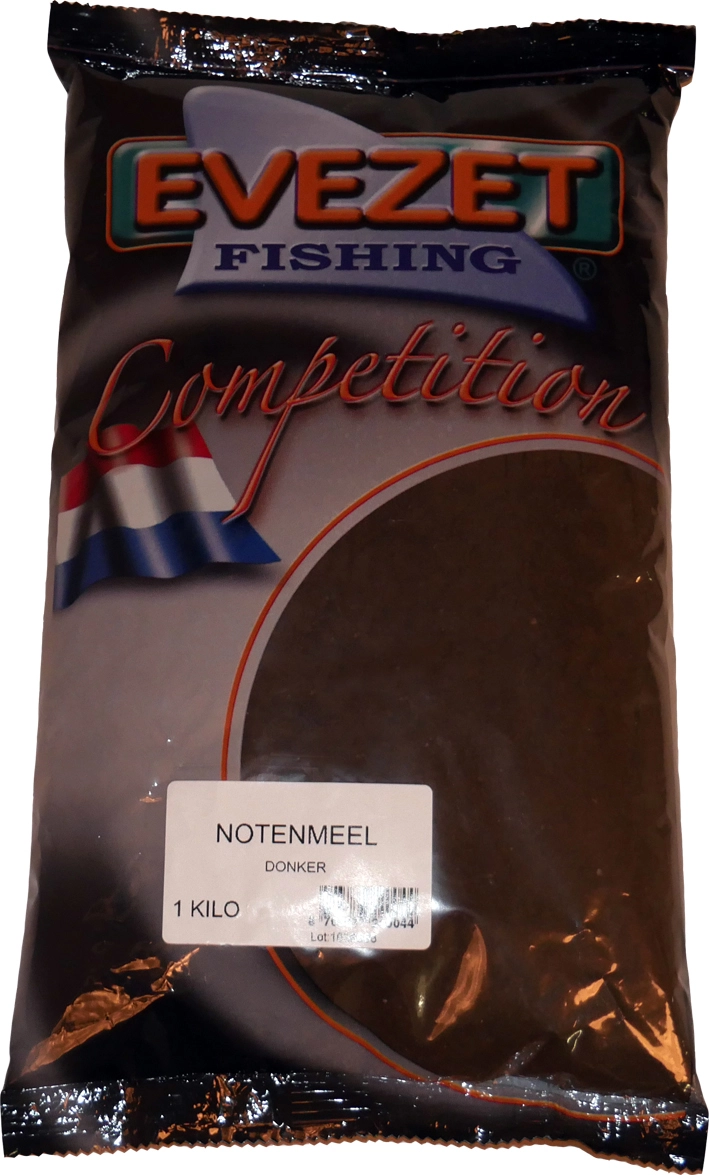 EVEZET
FISHING
®
Competition
NOTENMEEL
DONKER
1 KILO